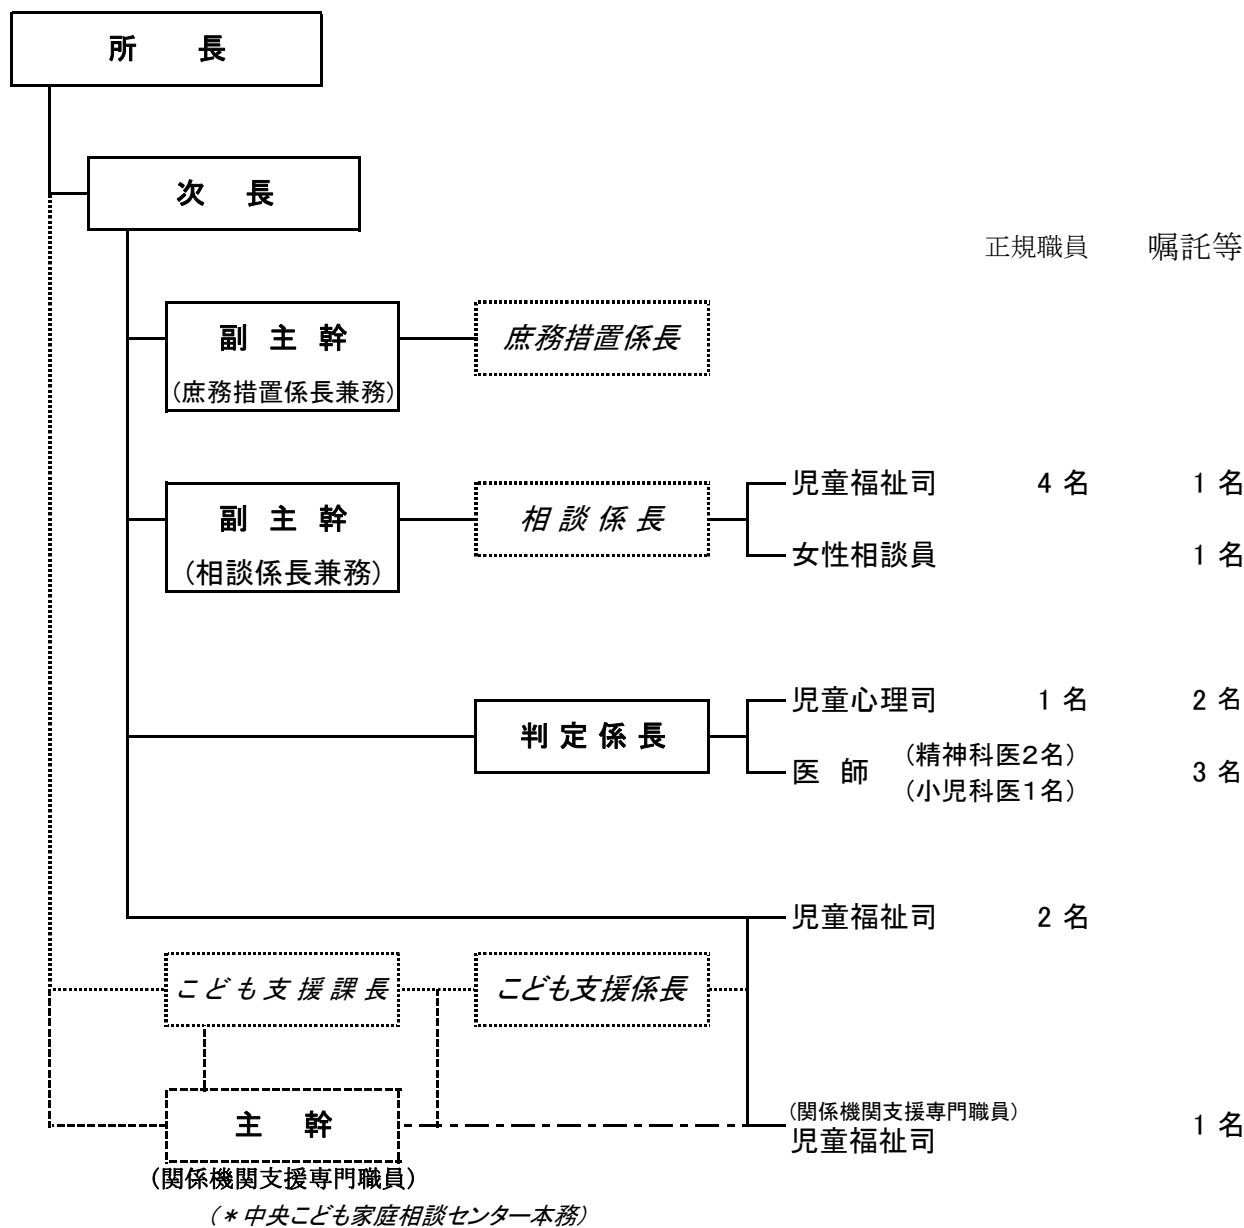 所 長
次 長
正規職員 嘱託等
副 主 幹 庶務措置係長
(庶務措置係長兼務)
児童福祉司 4 名 1 名
副 主 幹 相 談 係 長
女性相談員 1 名
(相談係長兼務)
児童心理司 1 名 2 名
判 定 係 長
医 師 (精神科医2名) 3 名
(小児科医1名)
児童福祉司 2 名
こ ど も 支 援 課 長 こども支援係長
主 幹 (関係機関支援専門職員) 1 名
児童福祉司
(関係機関支援専門職員)
(*中央こども家庭相談センター本務)